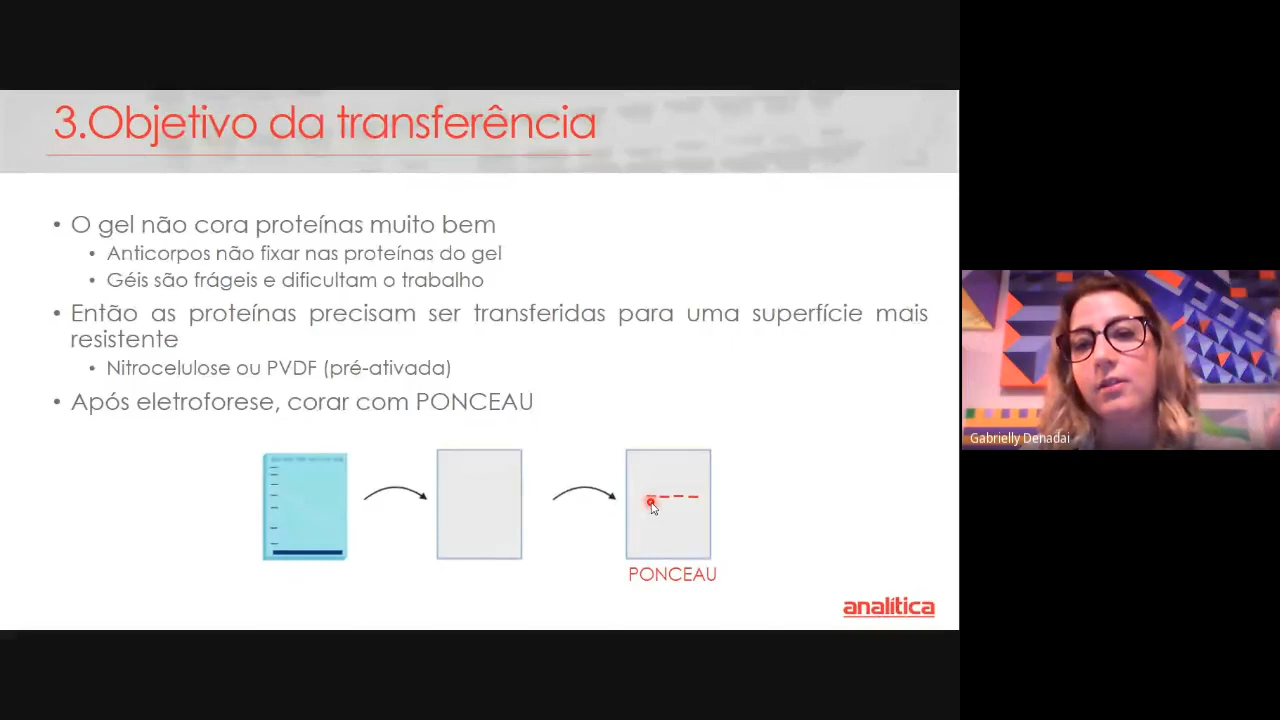 3.Objetivo da transferência
• O gel não cora proteínas muito bem
• Anticorpos não fixar nas proteínas do gel
• Géis são frágeis e dificultam o trabalho
• Então as proteínas precisam ser transferidas para uma superfície mais
resistente
• Nitrocelulose ou PVDF (pré-ativada)
• Após eletroforese, corar com PONCEAU
PONCEAU
analítica
Gabrielly Denadai